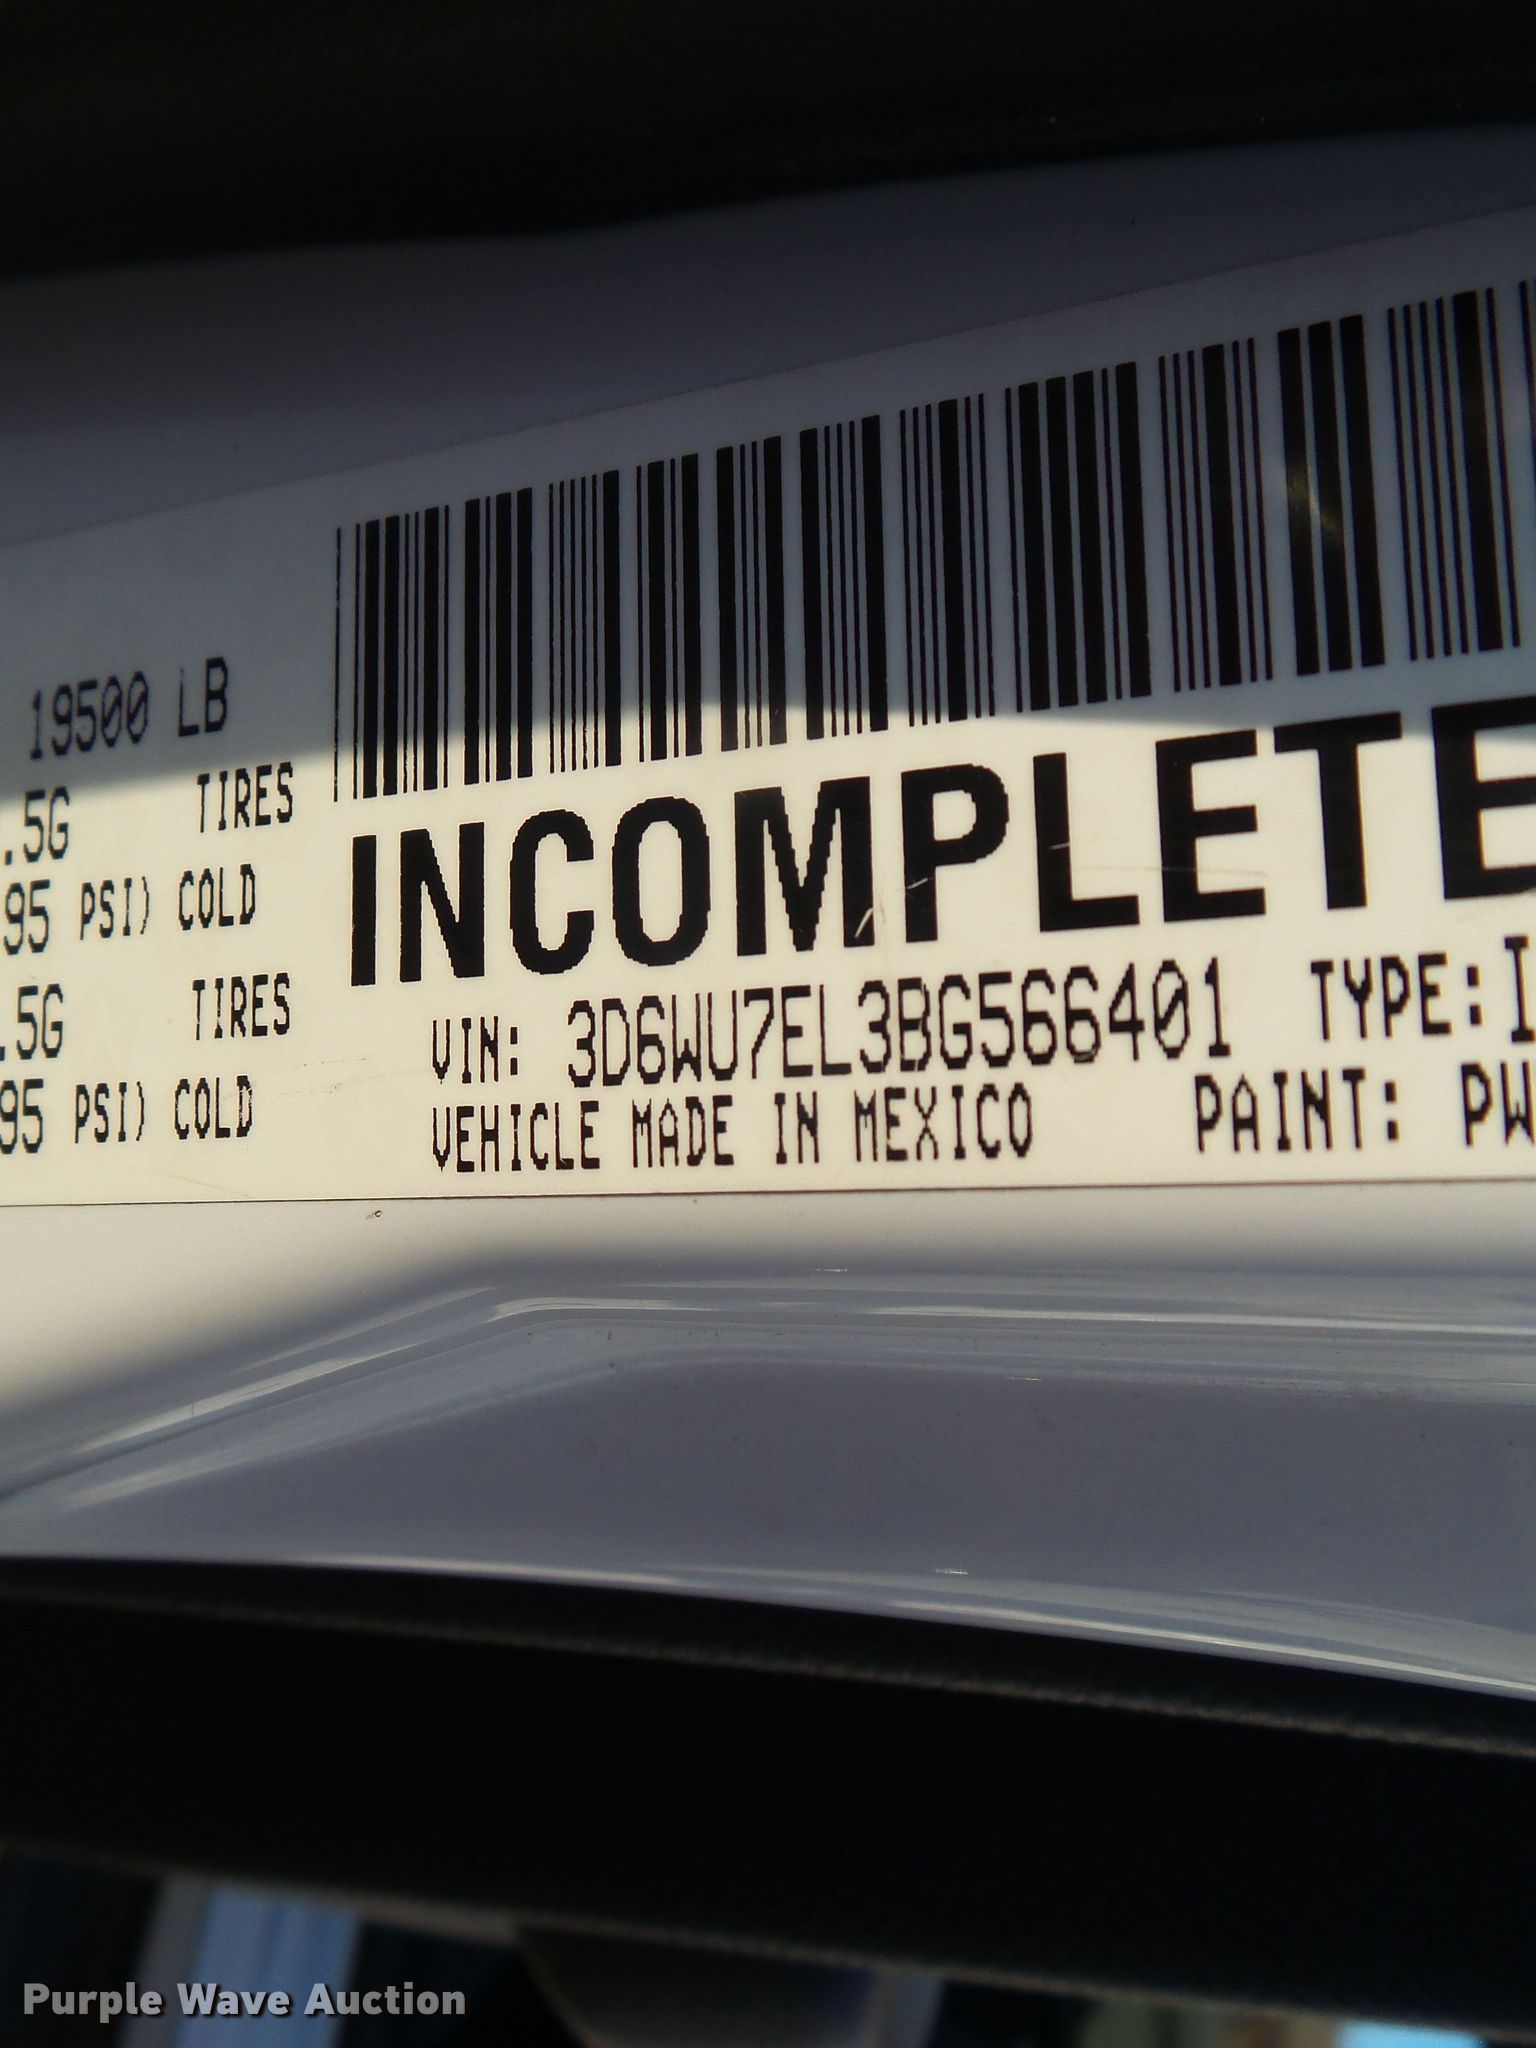 19500 LB
.5G TIRES
95 PSI) COLD
.5G TIRES
95 PSI) COLD
INCOMPLETE
VIN: 3D6WU7EL3BG566401 TYPE: I
VEHICLE MADE IN MEXICO PAINT: PW
Purple Wave Auction